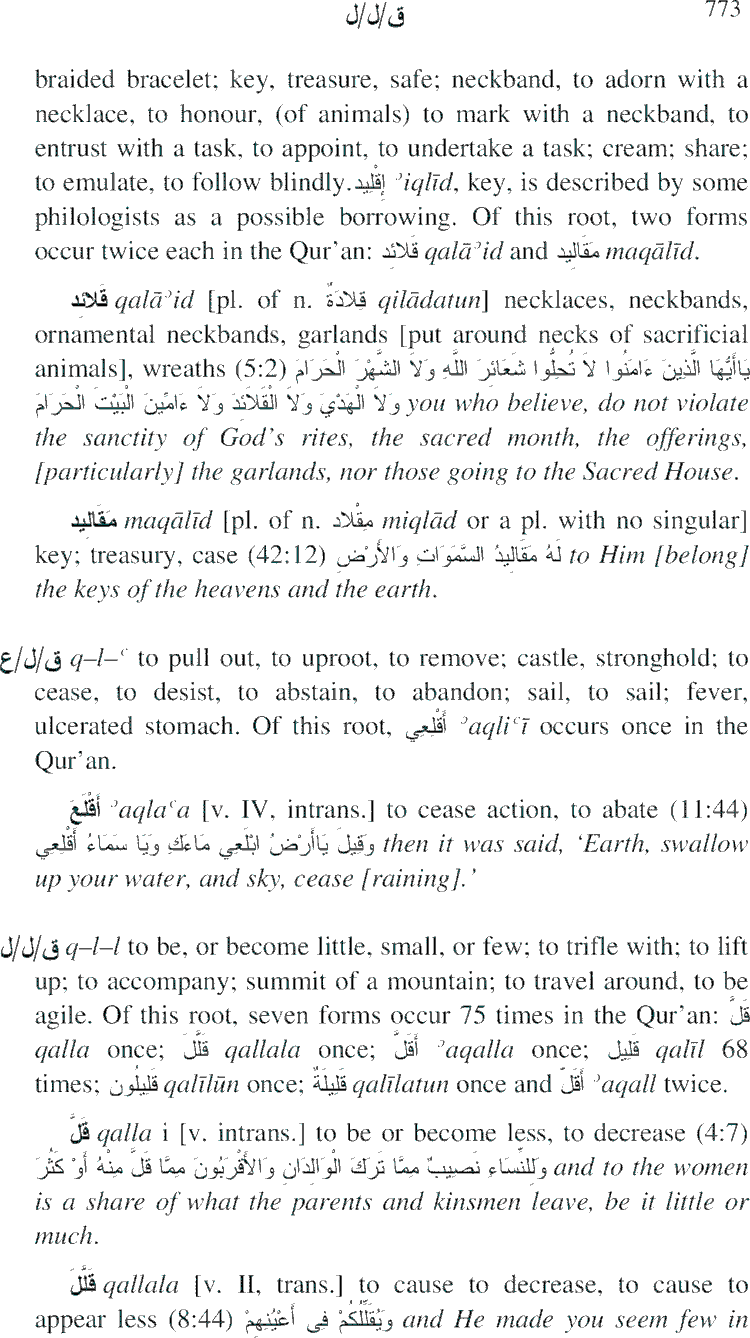 ق/ل/ل 773
braided bracelet; key, treasure, safe; neckband, to adorn with a
necklace, to honour, (of animals) to mark with a neckband, to
entrust with a task, to appoint, to undertake a task; cream; share;
to emulate, to follow blindly. إِقْلِيد ʾiqlīd, key, is described by some
philologists as a possible borrowing. Of this root, two forms
occur twice each in the Qur’an: قَلَائِد qalāʾid and مَقَالِيد maqālīd.
قَلائِد qalāʾid [pl. of n. قِلادَةٌ qilādatun] necklaces, neckbands,
ornamental neckbands, garlands [put around necks of sacrificial
animals], wreaths (5:2) يَاأَيُّهَا الَّذِينَ ءَامَنُوا لاَ تُحِلُّوا شَعَائِرَ اللَّهِ وَلاَ الشَّهْرَ الْحَرَامَ
وَلاَ الْهَدْيَ وَلاَ الْقَلَائِدَ وَلاَ ءَامِّينَ الْبَيْتَ الْحَرَامَ you who believe, do not violate
the sanctity of God’s rites, the sacred month, the offerings,
[particularly] the garlands, nor those going to the Sacred House.
مَقَالِيد maqālīd [pl. of n. مِقْلاد miqlād or a pl. with no singular]
key; treasury, case (42:12) لَهُ مَقَالِيدُ السَّمَوَاتِ وَالأَرْضِ to Him [belong]
the keys of the heavens and the earth.
ق/ل/ع q–l–ʿ to pull out, to uproot, to remove; castle, stronghold; to
cease, to desist, to abstain, to abandon; sail, to sail; fever,
ulcerated stomach. Of this root, أَقْلِعِي ʾaqliʿī occurs once in the
Qur’an.
أَقْلَعَ ʾaqlaʿa [v. IV, intrans.] to cease action, to abate (11:44)
وَقِيلَ يَاأَرْضُ ابْلَعِي مَاءَكِ وَيَا سَمَاءُ أَقْلِعِي then it was said, ‘Earth, swallow
up your water, and sky, cease [raining].’
ق/ل/ل q–l–l to be, or become little, small, or few; to trifle with; to lift
up; to accompany; summit of a mountain; to travel around, to be
agile. Of this root, seven forms occur 75 times in the Qur’an: قَلَّ
qalla once; قَلَّلَ qallala once; أَقَلَّ ʾaqalla once; قَلِيل qalīl 68
times; قَلِيلُون qalīlūn once; قَلِيلَةٌ qalīlatun once and أَقَلّ ʾaqall twice.
قَلَّ qalla i [v. intrans.] to be or become less, to decrease (4:7)
وَلِلنِّسَاءِ نَصِيبٌ مِمَّا تَرَكَ الْوَالِدَانِ وَالأَقْرَبُونَ مِمَّا قَلَّ مِنْهُ أَوْ كَثُرَ and to the women
is a share of what the parents and kinsmen leave, be it little or
much.
قَلَّلَ qallala [v. II, trans.] to cause to decrease, to cause to
appear less (8:44) وَيُقَلِّلُكُمْ فِي أَعْيُنِهِمْ and He made you seem few in